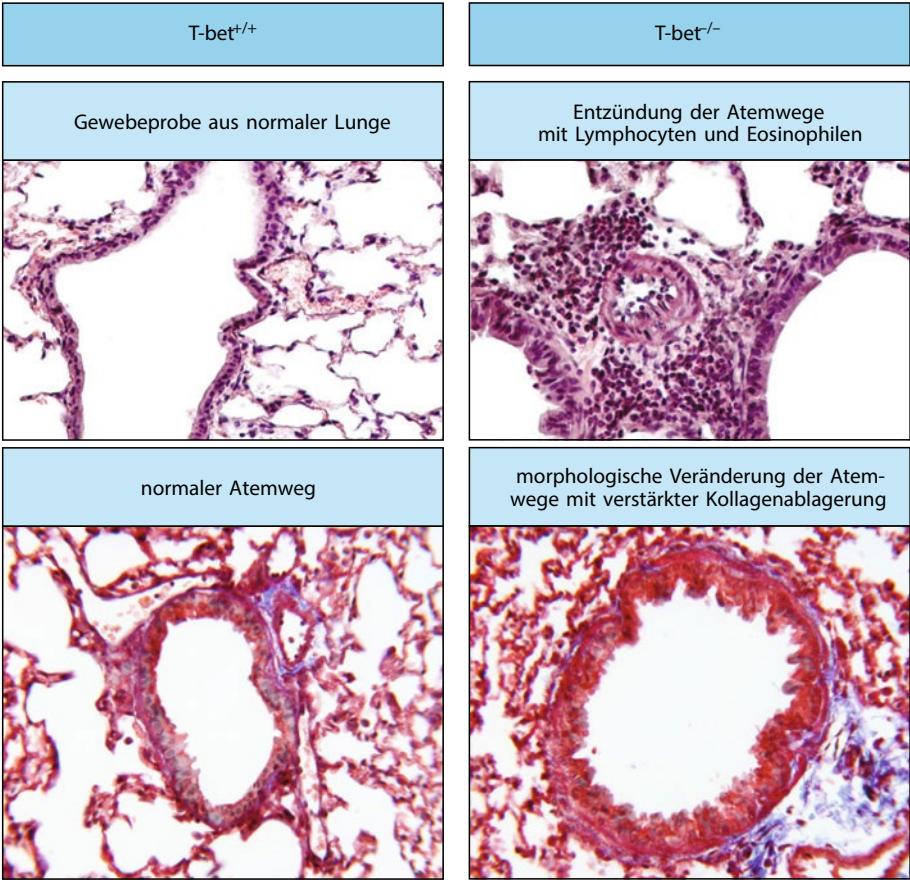 T-bet+/+
T-bet–/–
Gewebeprobe aus normaler Lunge
Entzündung der Atemwege
mit Lymphocyten und Eosinophilen
normaler Atemweg
morphologische Veränderung der Atem-
wege mit verstärkter Kollagenablagerung